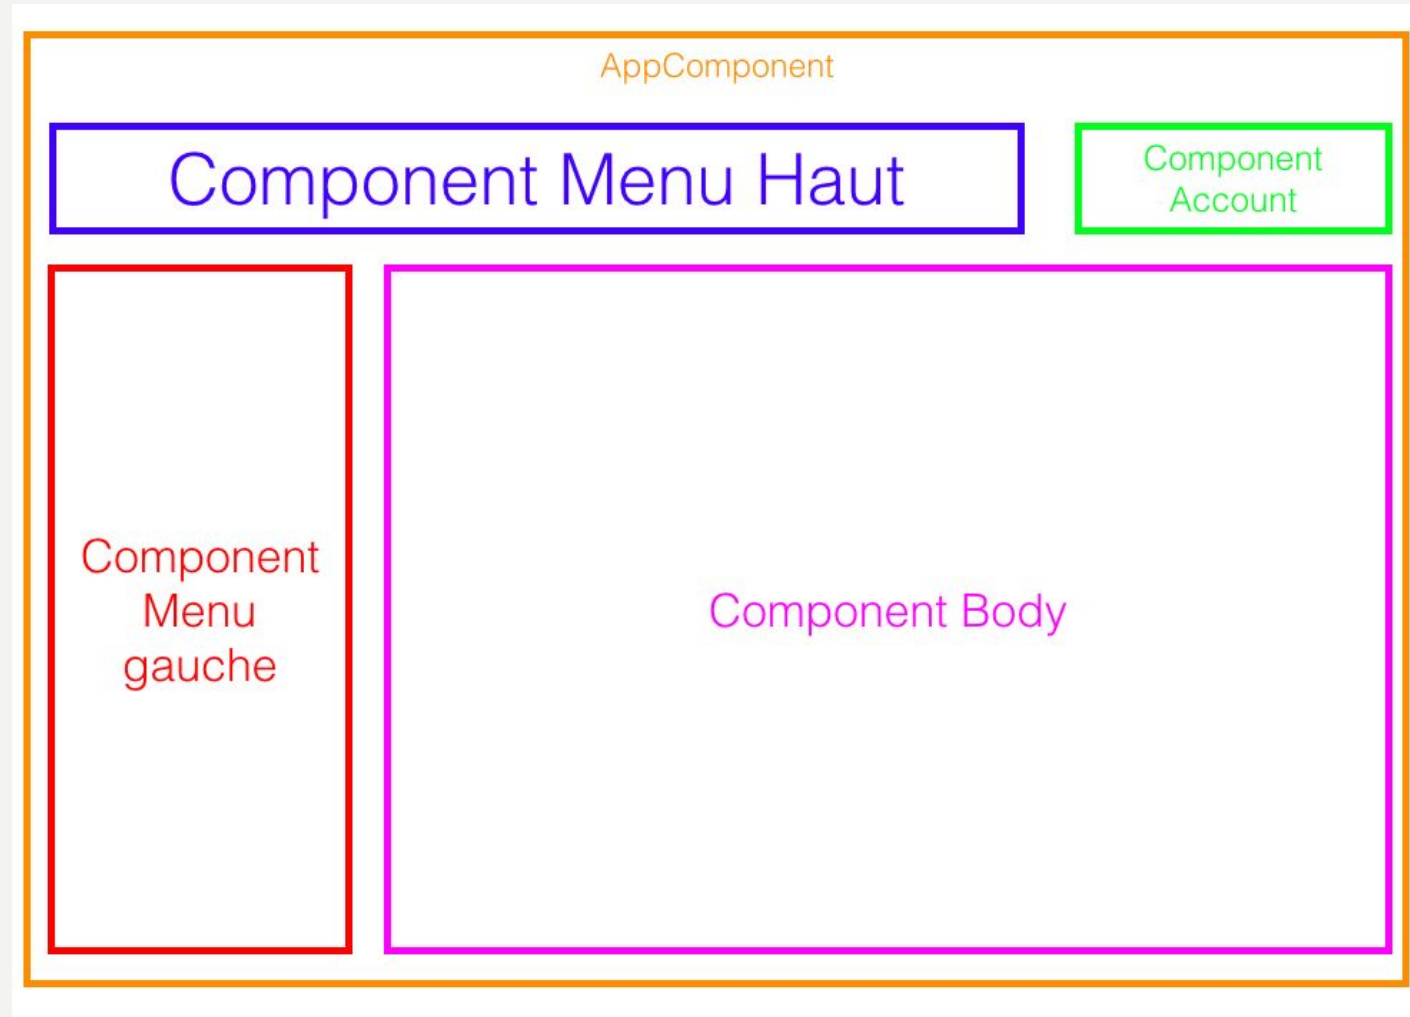 AppComponent
Component Menu Haut
Component
Account
Component
Menu
gauche
Component Body